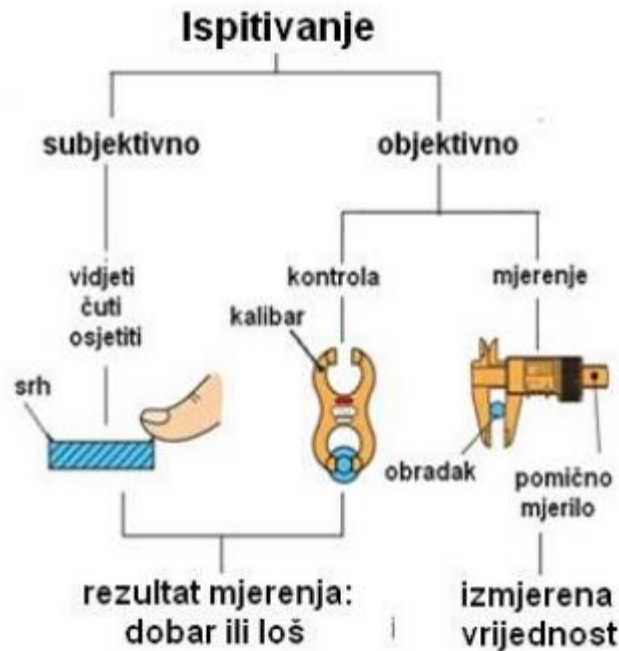 Ispitivanje
subjektivno
objektivno
vidjeti
čuti
osjetiti
kontrola
mjerenje
kalibar
srh
obradak
pomično
mjerilo
rezultat mjerenja:
dobar ili loš
i
izmjerena
vrijednost